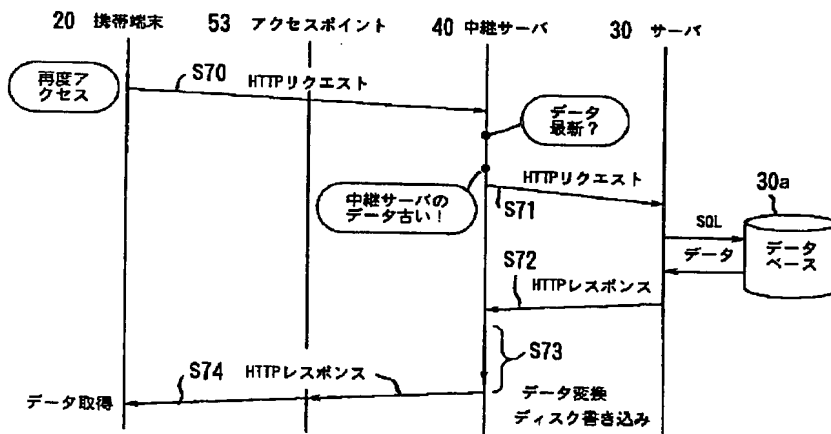 20 携帯端末
53 アクセスポイント
40 中継サーバ
30 サーバ
再度ア
クセス
S70
HTTPリクエスト
データ
最新？
中継サーバの
データ古い！
HTTPリクエスト
S71
30a
SQL
データ
データ
ベース
S72
HTTPレスポンス
S73
S74
HTTPレスポンス
データ取得
データ変換
ディスク書き込み